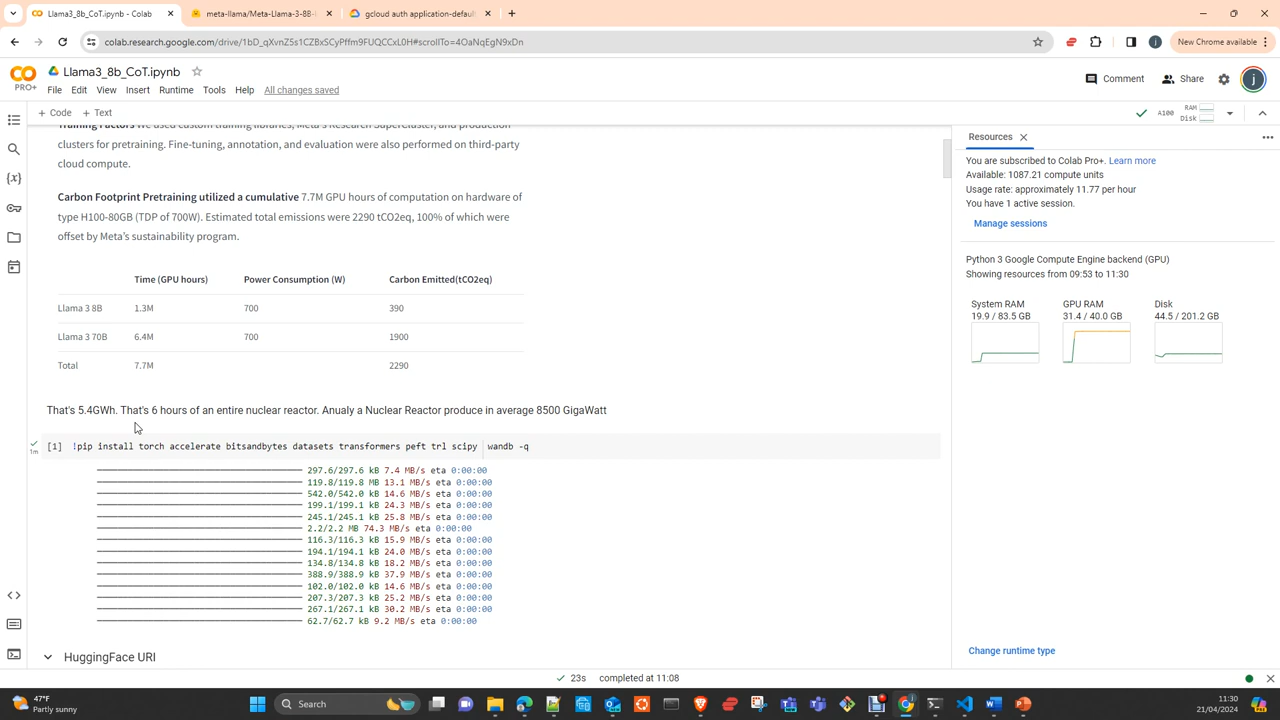 Llama3_8b_CoT.ipynb - Colab
meta-llama/Meta-Llama-3-8B-i
gcloud auth application-defaul
colab.research.google.com/drive/1bD_qXvnZ5s1CZBxSCyPffm9FUQCCxL0H#scrollTo=4OaNqEgN9xDn
New Chrome available
PRO+
Llama3_8b_CoT.ipynb
File Edit View Insert Runtime Tools Help All changes saved
Comment
Share
j
+ Code + Text
A100
RAM
Disk
Training Factors We used custom training libraries, Meta's Research SuperCluster, and production
clusters for pretraining. Fine-tuning, annotation, and evaluation were also performed on third-party
cloud compute.
Carbon Footprint Pretraining utilized a cumulative 7.7M GPU hours of computation on hardware of
type H100-80GB (TDP of 700W). Estimated total emissions were 2290 tCO2eq, 100% of which were
offset by Meta's sustainability program.
Time (GPU hours) Power Consumption (W) Carbon Emitted(tCO2eq)
Llama 3 8B 1.3M 700 390
Llama 3 70B 6.4M 700 1900
Total 7.7M 2290
That's 5.4GWh. That's 6 hours of an entire nuclear reactor. Anualy a Nuclear Reactor produce in average 8500 GigaWatt
1m
[1] !pip install torch accelerate bitsandbytes datasets transformers peft trl scipy wandb -q
297.6/297.6 kB 7.4 MB/s eta 0:00:00
119.8/119.8 MB 13.1 MB/s eta 0:00:00
542.0/542.0 kB 14.6 MB/s eta 0:00:00
199.1/199.1 kB 24.3 MB/s eta 0:00:00
245.1/245.1 kB 25.8 MB/s eta 0:00:00
2.2/2.2 MB 74.3 MB/s eta 0:00:00
116.3/116.3 kB 15.9 MB/s eta 0:00:00
194.1/194.1 kB 24.0 MB/s eta 0:00:00
134.8/134.8 kB 18.2 MB/s eta 0:00:00
388.9/388.9 kB 37.9 MB/s eta 0:00:00
102.0/102.0 kB 14.6 MB/s eta 0:00:00
207.3/207.3 kB 25.2 MB/s eta 0:00:00
267.1/267.1 kB 30.2 MB/s eta 0:00:00
62.7/62.7 kB 9.2 MB/s eta 0:00:00
HuggingFace URI
Resources
You are subscribed to Colab Pro+. Learn more
Available: 1087.21 compute units
Usage rate: approximately 11.77 per hour
You have 1 active session.
Manage sessions
Python 3 Google Compute Engine backend (GPU)
Showing resources from 09:53 to 11:30
System RAM
19.9 / 83.5 GB
GPU RAM
31.4 / 40.0 GB
Disk
44.5 / 201.2 GB
Change runtime type
23s completed at 11:08
47°F
Partly sunny
Search
11:30
21/04/2024